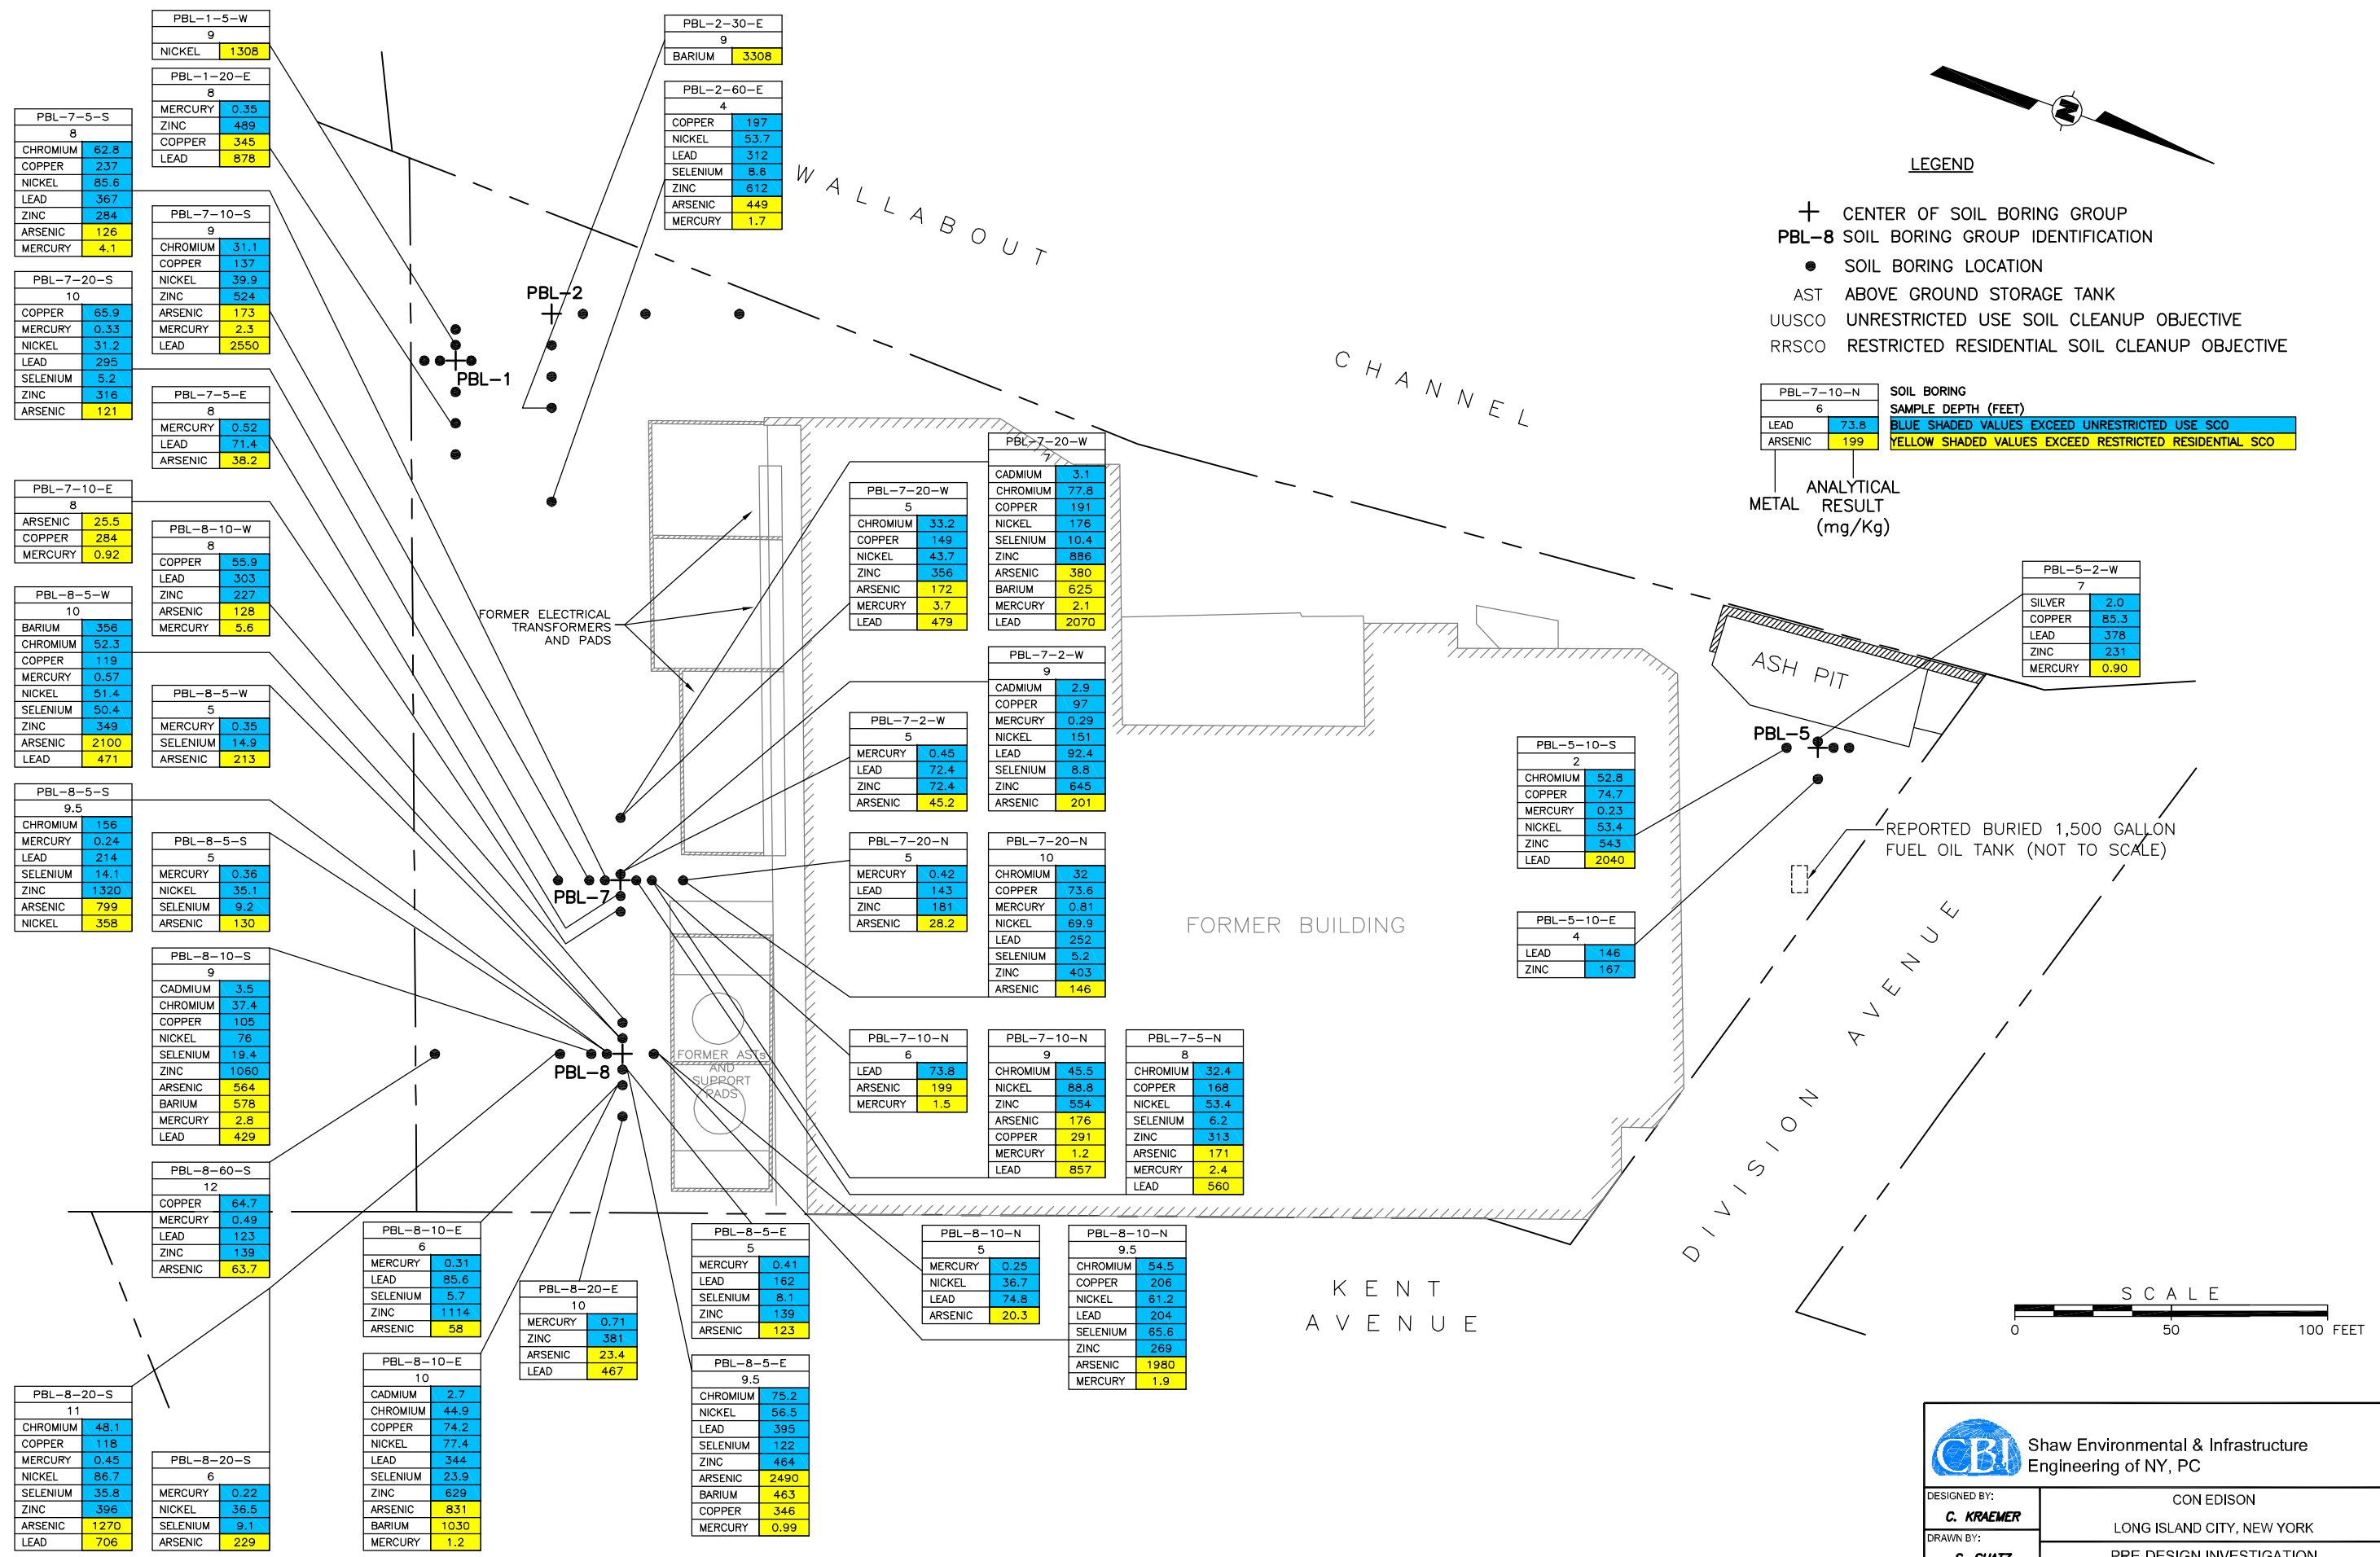 PBL-1-5-W
9
NICKEL 1308
PBL-1-20-E
8
MERCURY 0.35
ZINC 489
COPPER 345
LEAD 878
PBL-7-5-S
8
CHROMIUM 62.8
COPPER 237
NICKEL 85.6
LEAD 367
ZINC 284
ARSENIC 126
MERCURY 4.1
PBL-7-10-S
9
CHROMIUM 31.1
COPPER 137
NICKEL 39.9
ZINC 524
ARSENIC 173
MERCURY 2.3
LEAD 2550
PBL-7-20-S
10
COPPER 65.9
MERCURY 0.33
NICKEL 31.2
LEAD 295
SELENIUM 5.2
ZINC 316
ARSENIC 121
PBL-7-5-E
8
MERCURY 0.52
LEAD 71.4
ARSENIC 38.2
PBL-7-10-E
8
ARSENIC 25.5
COPPER 284
MERCURY 0.92
PBL-8-10-W
8
COPPER 55.9
LEAD 303
ZINC 227
ARSENIC 128
MERCURY 5.6
PBL-8-5-W
10
BARIUM 356
CHROMIUM 52.3
COPPER 119
MERCURY 0.57
NICKEL 51.4
SELENIUM 50.4
ZINC 349
ARSENIC 2100
LEAD 471
PBL-8-5-W
5
MERCURY 0.35
SELENIUM 14.9
ARSENIC 213
PBL-8-5-S
9.5
CHROMIUM 156
MERCURY 0.24
LEAD 214
SELENIUM 14.1
ZINC 1320
ARSENIC 799
NICKEL 358
PBL-8-5-S
5
MERCURY 0.36
NICKEL 35.1
SELENIUM 9.2
ARSENIC 130
PBL-8-10-S
9
CADMIUM 3.5
CHROMIUM 37.4
COPPER 105
NICKEL 76
SELENIUM 19.4
ZINC 1060
ARSENIC 564
BARIUM 578
MERCURY 2.8
LEAD 429
PBL-8-60-S
12
COPPER 64.7
MERCURY 0.49
LEAD 123
ZINC 139
ARSENIC 63.7
PBL-8-20-S
11
CHROMIUM 48.1
COPPER 118
MERCURY 0.45
NICKEL 86.7
SELENIUM 35.8
ZINC 396
ARSENIC 1270
LEAD 706
PBL-8-20-S
6
MERCURY 0.22
NICKEL 36.5
SELENIUM 9.1
ARSENIC 229
PBL-2-30-E
9
BARIUM 3308
PBL-2-60-E
4
COPPER 197
NICKEL 53.7
LEAD 312
SELENIUM 8.6
ZINC 612
ARSENIC 449
MERCURY 1.7
WALLABOUT
CHANNEL
PBL-2
PBL-1
FORMER ELECTRICAL
TRANSFORMERS
AND PADS
PBL-7-20-W
5
CHROMIUM 33.2
COPPER 149
NICKEL 43.7
ZINC 356
ARSENIC 172
MERCURY 3.7
LEAD 479
PBL-7-20-W
7
CADMIUM 3.1
CHROMIUM 77.8
COPPER 191
NICKEL 176
SELENIUM 10.4
ZINC 886
ARSENIC 380
BARIUM 625
MERCURY 2.1
LEAD 2070
PBL-7-2-W
5
MERCURY 0.45
LEAD 72.4
ZINC 72.4
ARSENIC 45.2
PBL-7-2-W
9
CADMIUM 2.9
COPPER 97
MERCURY 0.29
NICKEL 151
LEAD 92.4
SELENIUM 8.8
ZINC 645
ARSENIC 201
PBL-7-20-N
5
MERCURY 0.42
LEAD 143
ZINC 181
ARSENIC 28.2
PBL-7-20-N
10
CHROMIUM 32
COPPER 73.6
MERCURY 0.81
NICKEL 69.9
LEAD 252
SELENIUM 5.2
ZINC 403
ARSENIC 146
PBL-7-10-N
6
LEAD 73.8
ARSENIC 199
MERCURY 1.5
PBL-7-10-N
9
CHROMIUM 45.5
NICKEL 88.8
ZINC 554
ARSENIC 176
COPPER 291
MERCURY 1.2
LEAD 857
PBL-7-5-N
8
CHROMIUM 32.4
COPPER 168
NICKEL 53.4
SELENIUM 6.2
ZINC 313
ARSENIC 171
MERCURY 2.4
LEAD 560
PBL-7
PBL-8
FORMER ASTs
AND
SUPPORT
PADS
FORMER BUILDING
PBL-8-10-E
6
MERCURY 0.31
LEAD 85.6
SELENIUM 5.7
ZINC 1114
ARSENIC 58
PBL-8-10-E
10
CADMIUM 2.7
CHROMIUM 44.9
COPPER 74.2
NICKEL 77.4
LEAD 344
SELENIUM 23.9
ZINC 629
ARSENIC 831
BARIUM 1030
MERCURY 1.2
PBL-8-20-E
10
MERCURY 0.71
ZINC 381
ARSENIC 23.4
LEAD 467
PBL-8-5-E
5
MERCURY 0.41
LEAD 162
SELENIUM 8.1
ZINC 139
ARSENIC 123
PBL-8-5-E
9.5
CHROMIUM 75.2
NICKEL 56.5
LEAD 395
SELENIUM 122
ZINC 464
ARSENIC 2490
BARIUM 463
COPPER 346
MERCURY 0.99
PBL-8-10-N
5
MERCURY 0.25
NICKEL 36.7
LEAD 74.8
ARSENIC 20.3
PBL-8-10-N
9.5
CHROMIUM 54.5
COPPER 206
NICKEL 61.2
LEAD 204
SELENIUM 65.6
ZINC 269
ARSENIC 1980
MERCURY 1.9
KENT
AVENUE
N
LEGEND
CENTER OF SOIL BORING GROUP
PBL-8 SOIL BORING GROUP IDENTIFICATION
SOIL BORING LOCATION
AST ABOVE GROUND STORAGE TANK
UUSCO UNRESTRICTED USE SOIL CLEANUP OBJECTIVE
RRSCO RESTRICTED RESIDENTIAL SOIL CLEANUP OBJECTIVE
PBL-7-10-N SOIL BORING
6 SAMPLE DEPTH (FEET)
LEAD 73.8 BLUE SHADED VALUES EXCEED UNRESTRICTED USE SCO
ARSENIC 199 YELLOW SHADED VALUES EXCEED RESTRICTED RESIDENTIAL SCO
METAL
ANALYTICAL
RESULT
(mg/Kg)
PBL-5-2-W
7
SILVER 2.0
COPPER 85.3
LEAD 378
ZINC 231
MERCURY 0.90
ASH PIT
PBL-5
PBL-5-10-S
2
CHROMIUM 52.8
COPPER 74.7
MERCURY 0.23
NICKEL 53.4
ZINC 543
LEAD 2040
PBL-5-10-E
4
LEAD 146
ZINC 167
REPORTED BURIED 1,500 GALLON
FUEL OIL TANK (NOT TO SCALE)
DIVISION AVENUE
SCALE
0 50 100 FEET
CBI
Shaw Environmental & Infrastructure
Engineering of NY, PC
DESIGNED BY:
C. KRAEMER
CON EDISON
LONG ISLAND CITY, NEW YORK
DRAWN BY:
PRE DESIGN INVESTIGATION